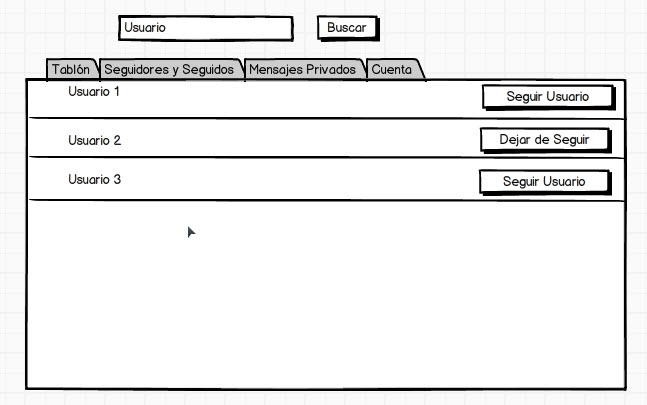 Usuario Buscar
Tablón Seguidores y Seguidos Mensajes Privados Cuenta
Usuario 1 Seguir Usuario
Usuario 2 Dejar de Seguir
Usuario 3 Seguir Usuario